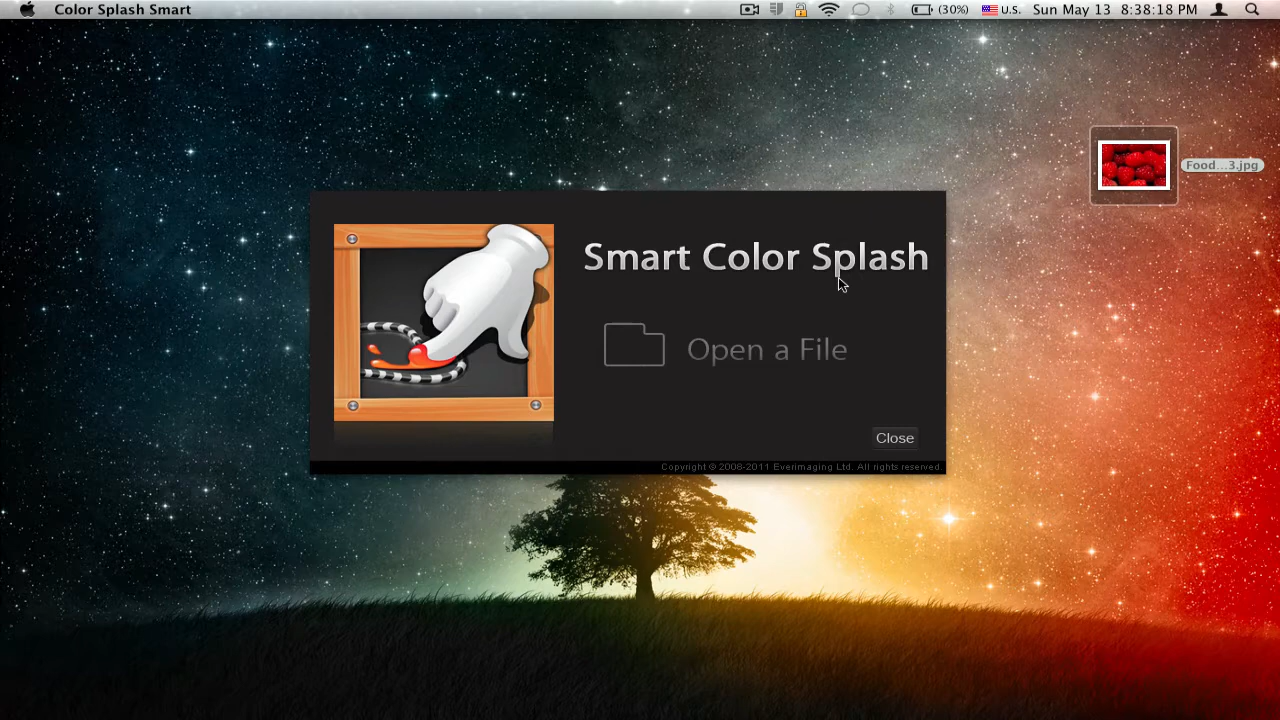 Color Splash Smart
(30%) U.S. Sun May 13 8:38:18 PM
Food...3.jpg
Smart Color Splash
Open a File
Close
Copyright © 2008-2011 Everimaging Ltd. All rights reserved.